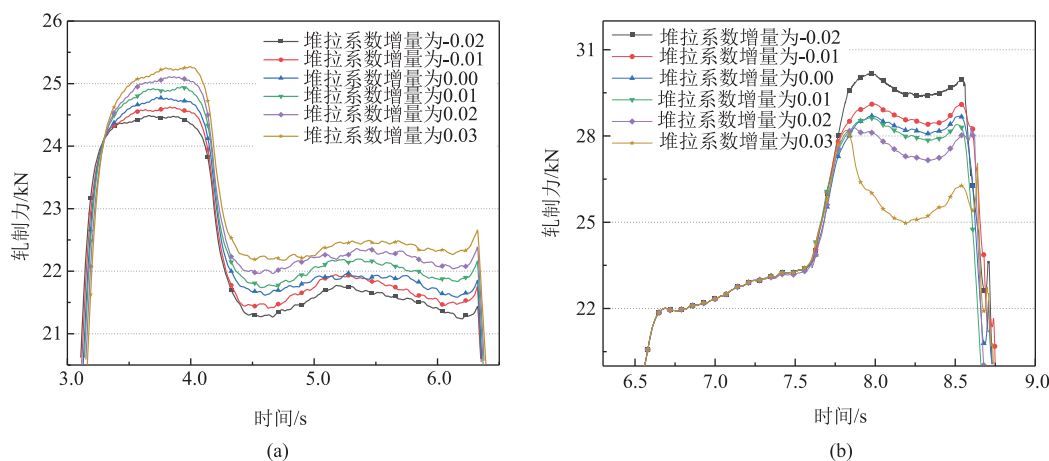 26
25
24
23
22
21
轧制力/kN
堆拉系数增量为-0.02
堆拉系数增量为-0.01
堆拉系数增量为0.00
堆拉系数增量为0.01
堆拉系数增量为0.02
堆拉系数增量为0.03
3.0 4.0 5.0 6.0
时间/s
(a)
31
28
25
22
轧制力/kN
堆拉系数增量为-0.02
堆拉系数增量为-0.01
堆拉系数增量为0.00
堆拉系数增量为0.01
堆拉系数增量为0.02
堆拉系数增量为0.03
6.5 7.0 7.5 8.0 8.5 9.0
时间/s
(b)